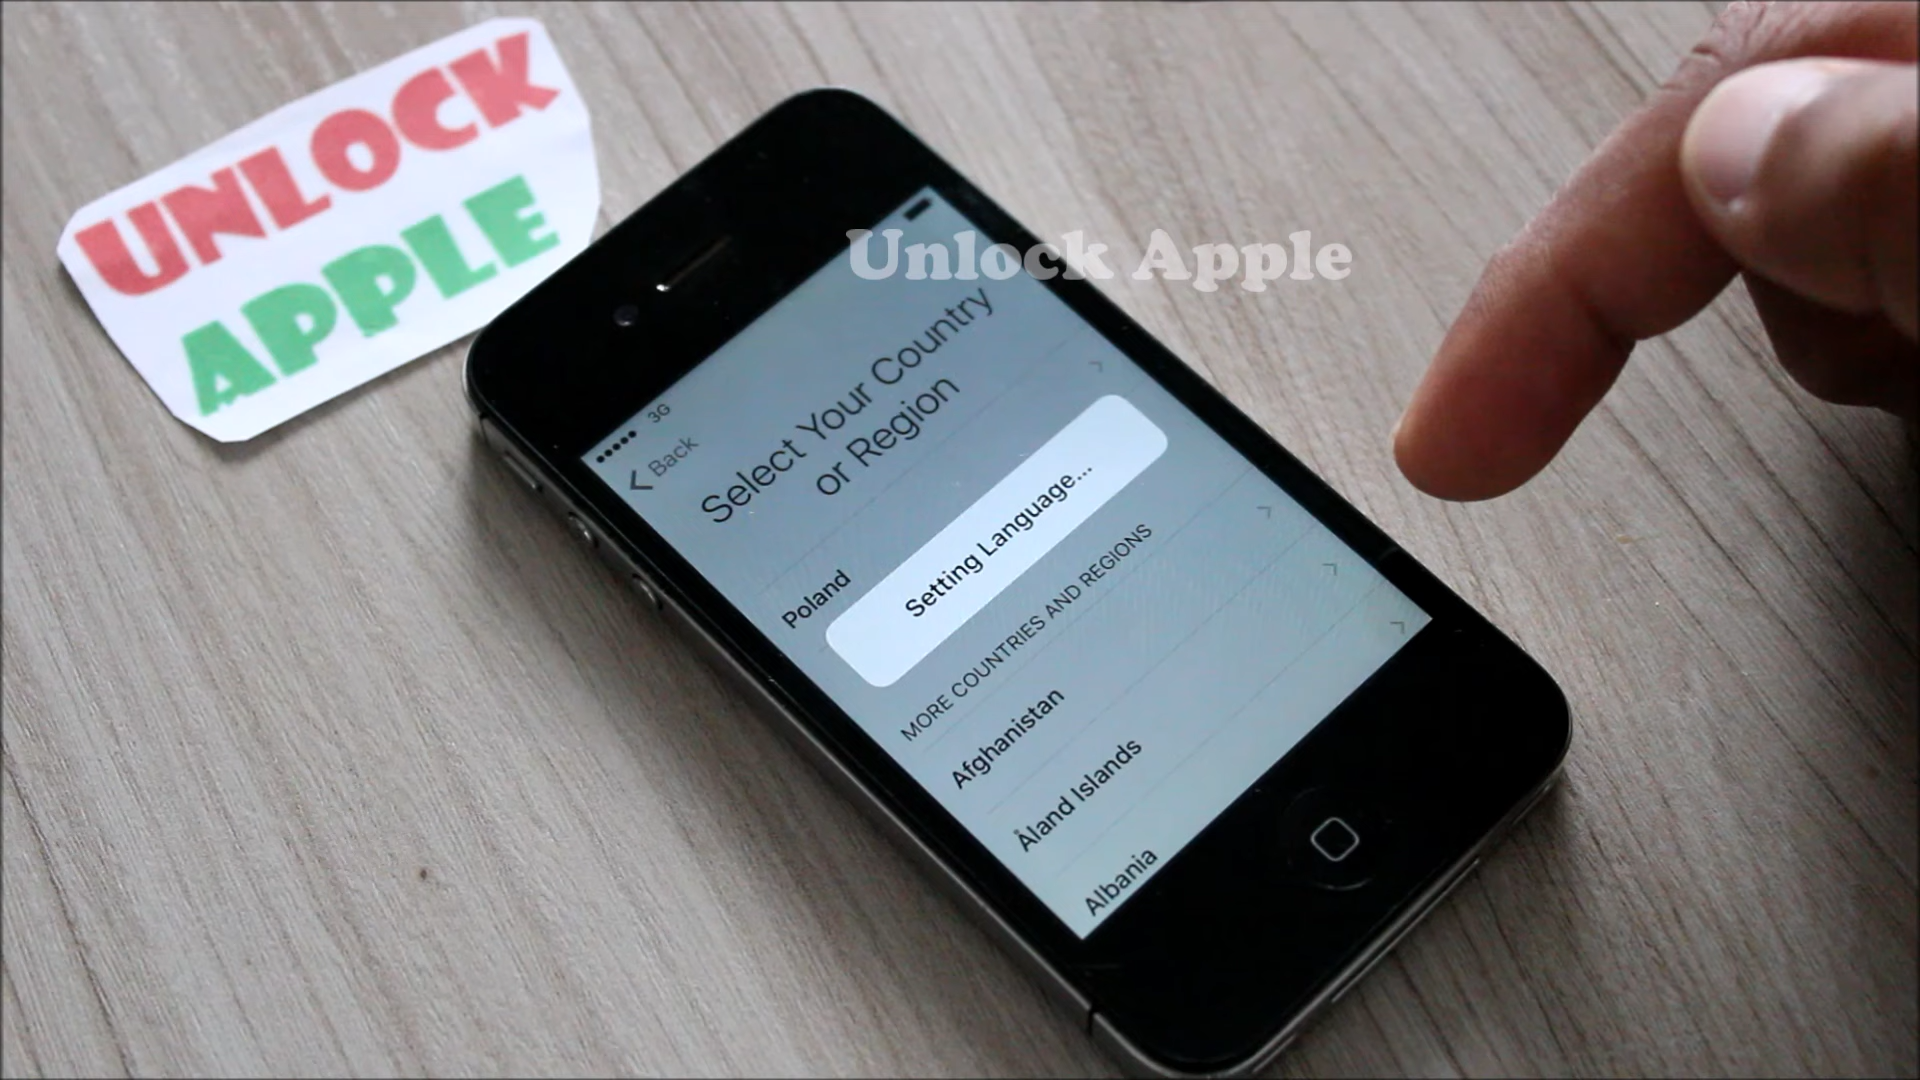 UNLOCK
APPLE
Unlock Apple
3G
Back
Select Your Country
or Region
Poland
Setting Language...
MORE COUNTRIES AND REGIONS
Afghanistan
Åland Islands
Albania